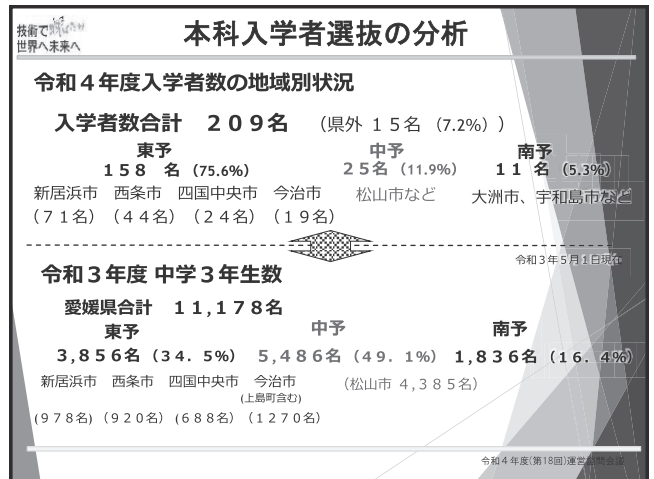 技術で
世界へ未来へ
本科入学者選抜の分析
令和４年度入学者数の地域別状況
入学者数合計　２０９名　（県外 １５名 （7.2%））
東予　中予　南予
１５８ 名（75.6%）　２５名（11.9%）　１１ 名（5.3%）
新居浜市　西条市　四国中央市　今治市　松山市など　大洲市、宇和島市など
（７１名）（４４名）（２４名）（１９名）
令和３年５月１日現在
令和３年度 中学３年生数
愛媛県合計　１１,１７８名
東予　中予　南予
３,８５６名（３４．５%）　５,４８６名（４９．１%）　１,８３６名（１６．４%）
新居浜市　西条市　四国中央市　今治市　（松山市 ４,３８５名）
(上島町含む)
(９７８名)（９２０名）(６８８名)（１２７０名）
令和４年度(第18回)運営諮問会議